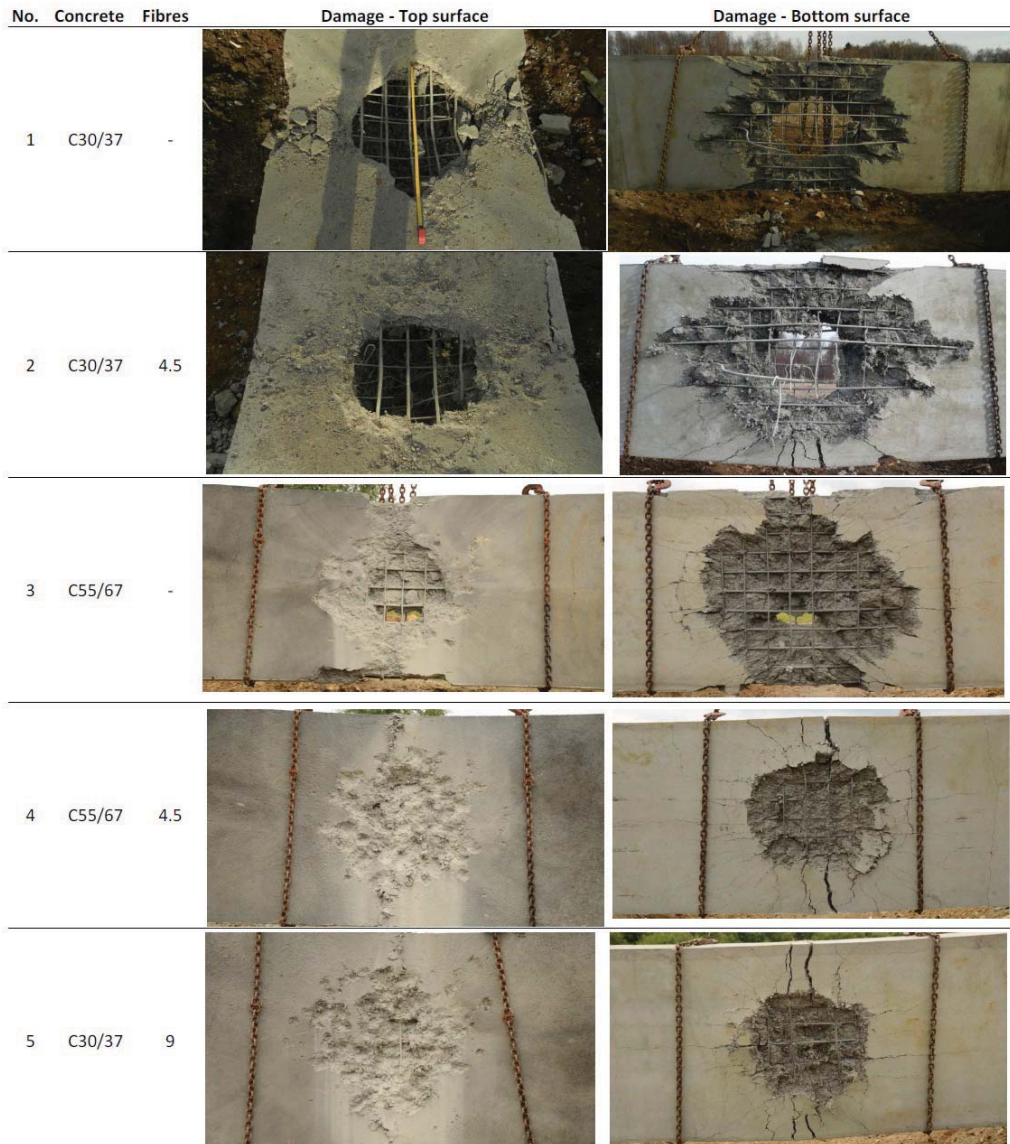 No. Concrete Fibres Damage - Top surface Damage - Bottom surface
1 C30/37 -
2 C30/37 4.5
3 C55/67 -
4 C55/67 4.5
5 C30/37 9